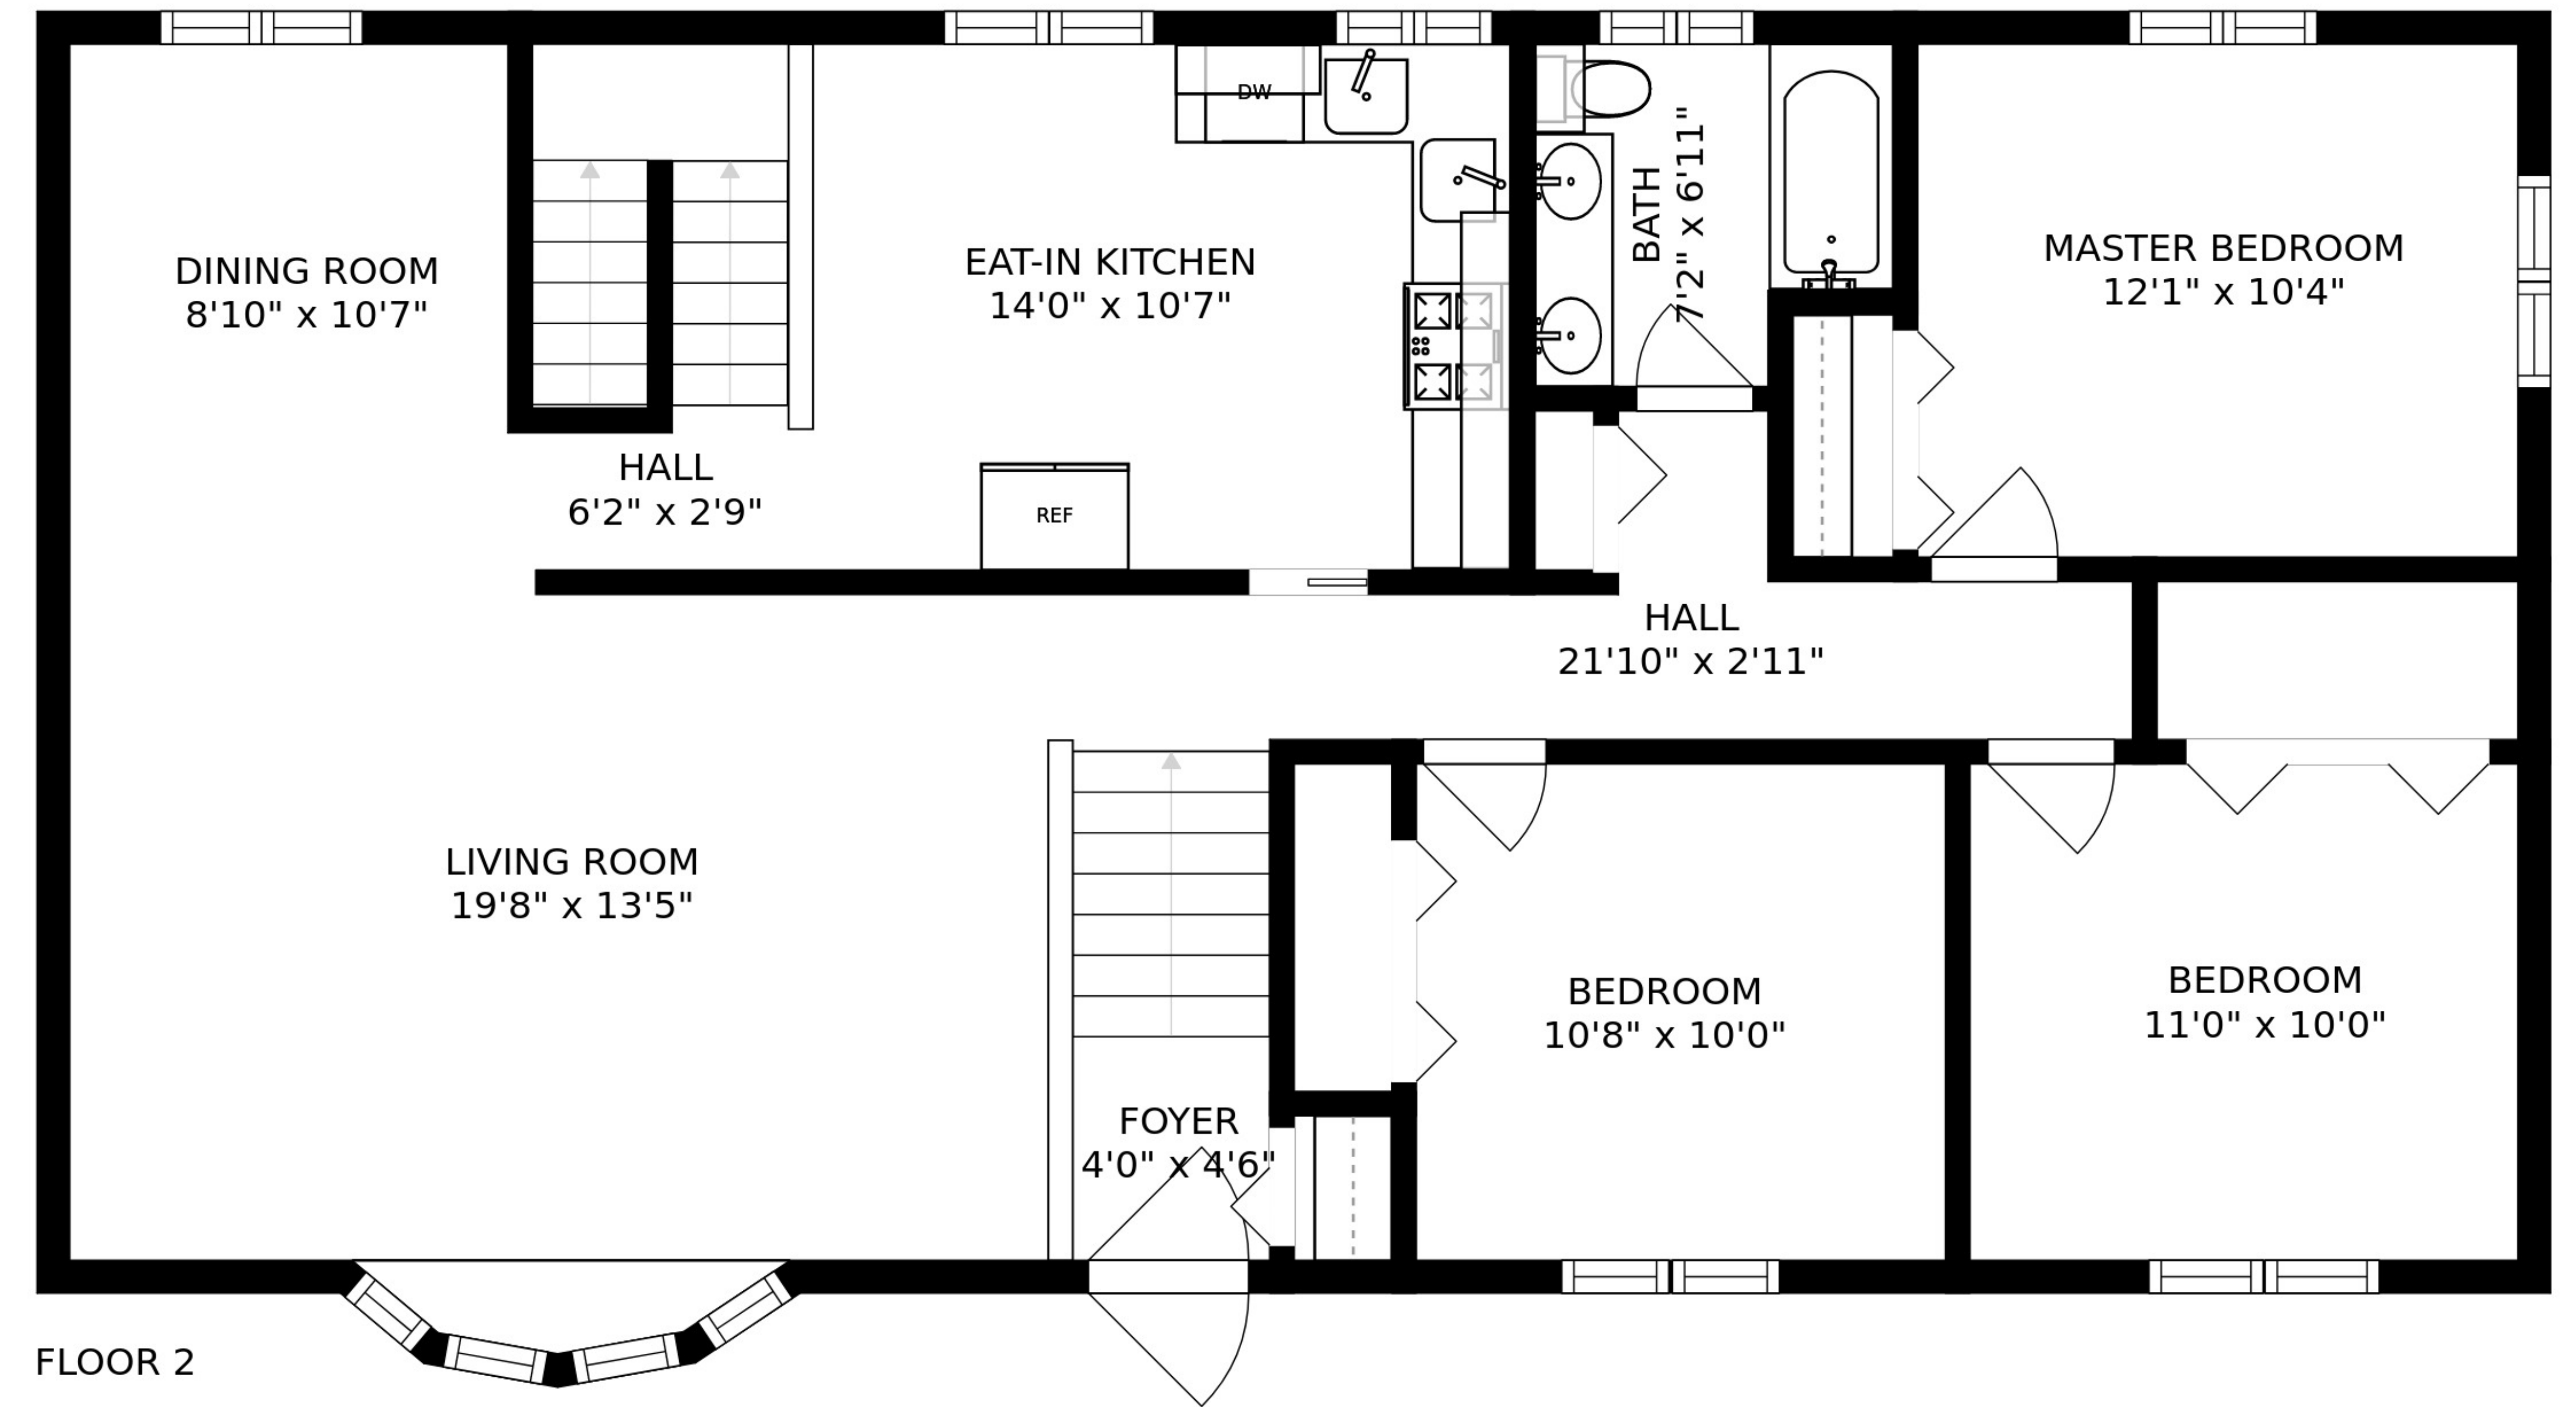 DW
BATH
7'2" x 6'11"
MASTER BEDROOM
12'1" x 10'4"
EAT-IN KITCHEN
14'0" x 10'7"
DINING ROOM
8'10" x 10'7"
HALL
6'2" x 2'9"
REF
HALL
21'10" x 2'11"
LIVING ROOM
19'8" x 13'5"
BEDROOM
10'8" x 10'0"
BEDROOM
11'0" x 10'0"
FOYER
4'0" x 4'6"
FLOOR 2